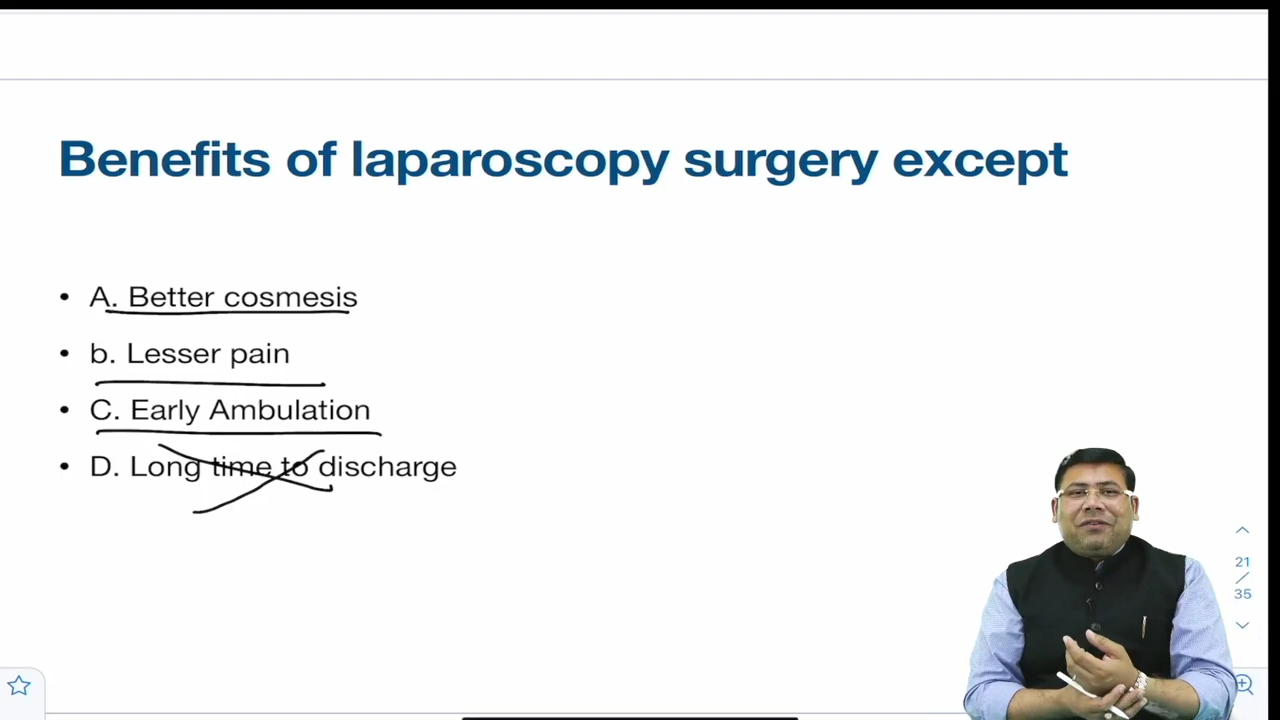 Benefits of laparoscopy surgery except
• A. Better cosmesis
• b. Lesser pain
• C. Early Ambulation
• D. Long time to discharge
21
/
35